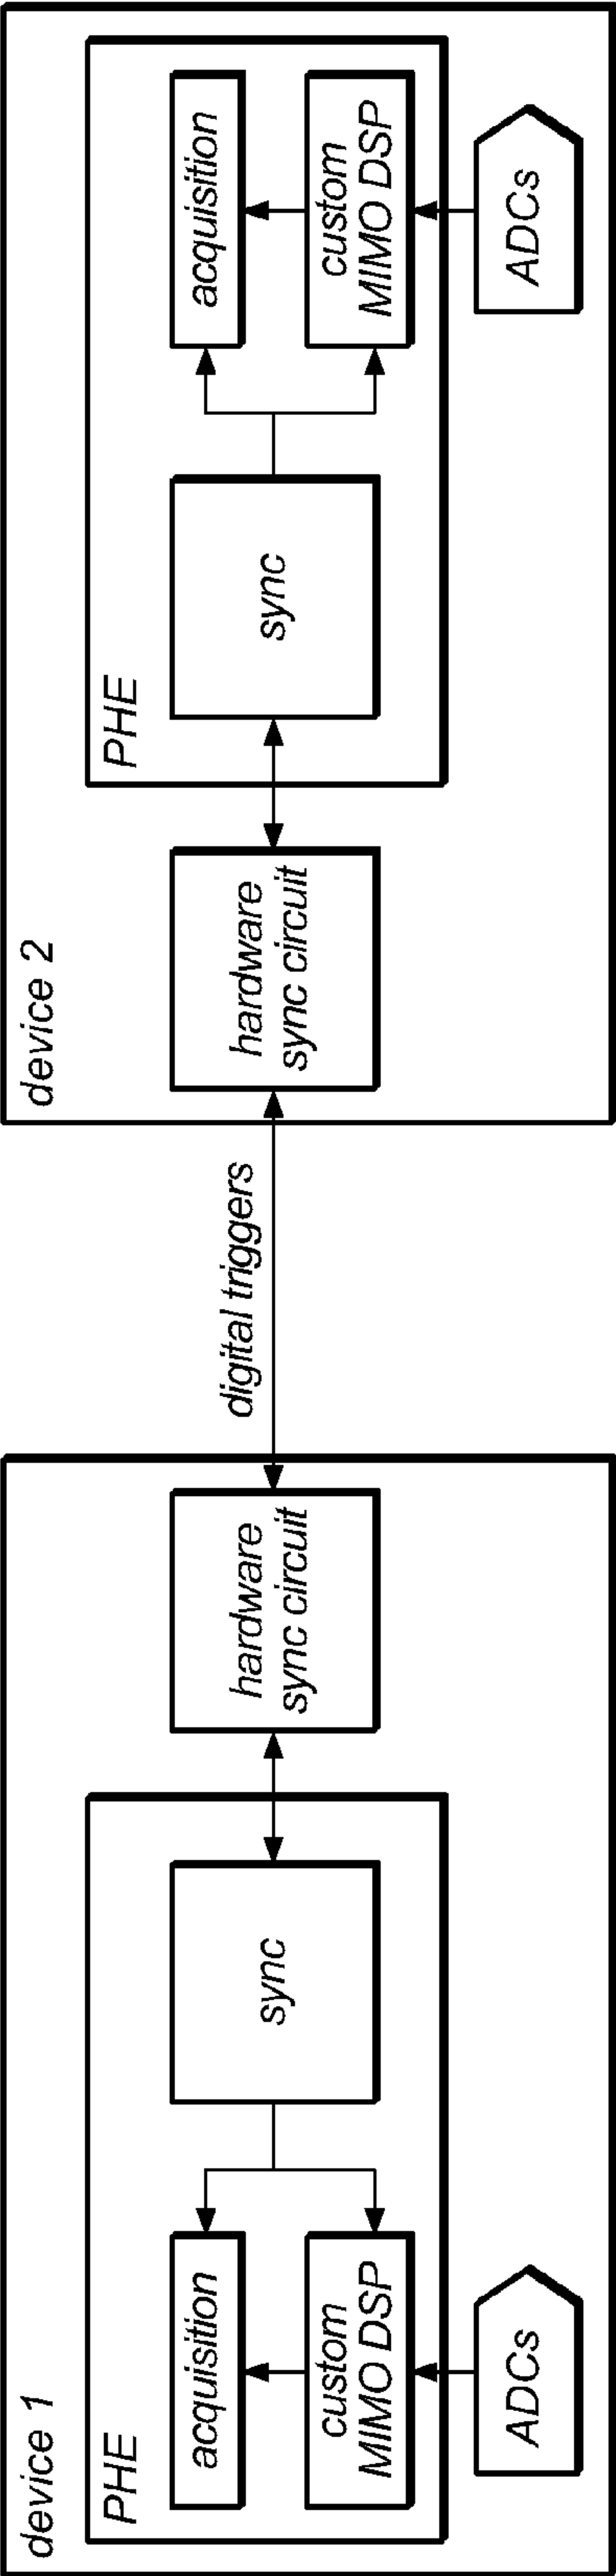 device 1
PHE
acquisition
custom
MIMO DSP
ADCs
sync
hardware
sync circuit
digital triggers
device 2
hardware
sync circuit
PHE
sync
acquisition
custom
MIMO DSP
ADCs